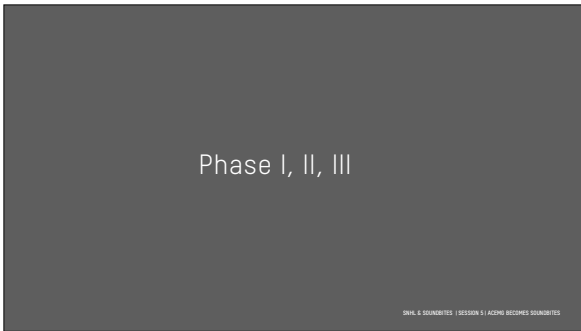 Phase I, II, III
SNHL & SOUNDBITES | SESSION 5 | ACEMG BECOMES SOUNDBITES